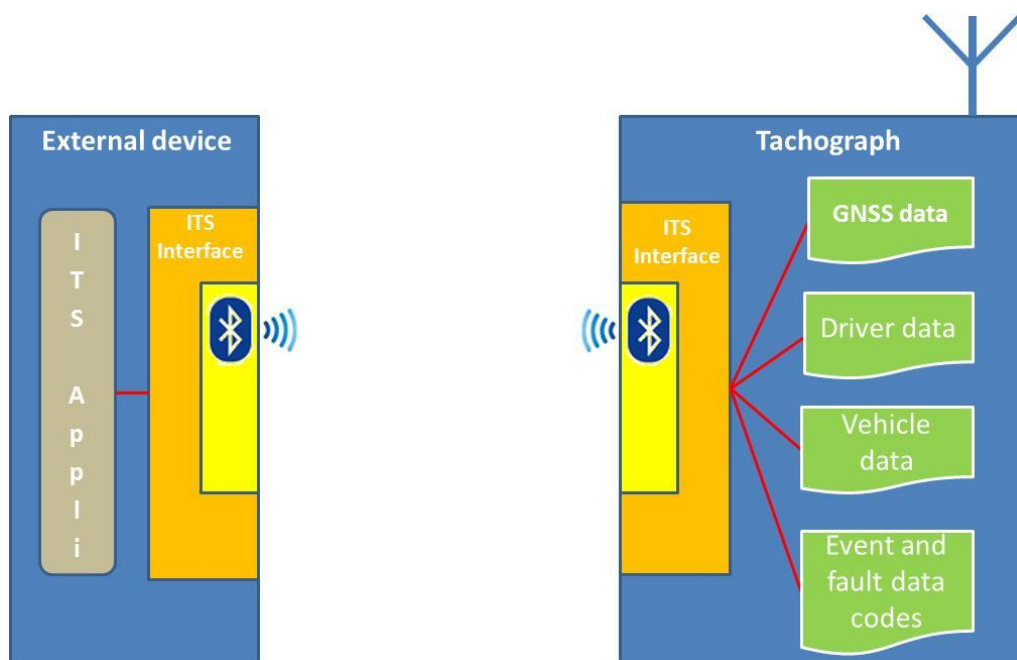 External device
ITS
Interface
I
T
S
A
p
p
l
i
Tachograph
ITS
Interface
GNSS data
Driver data
Vehicle
data
Event and
fault data
codes